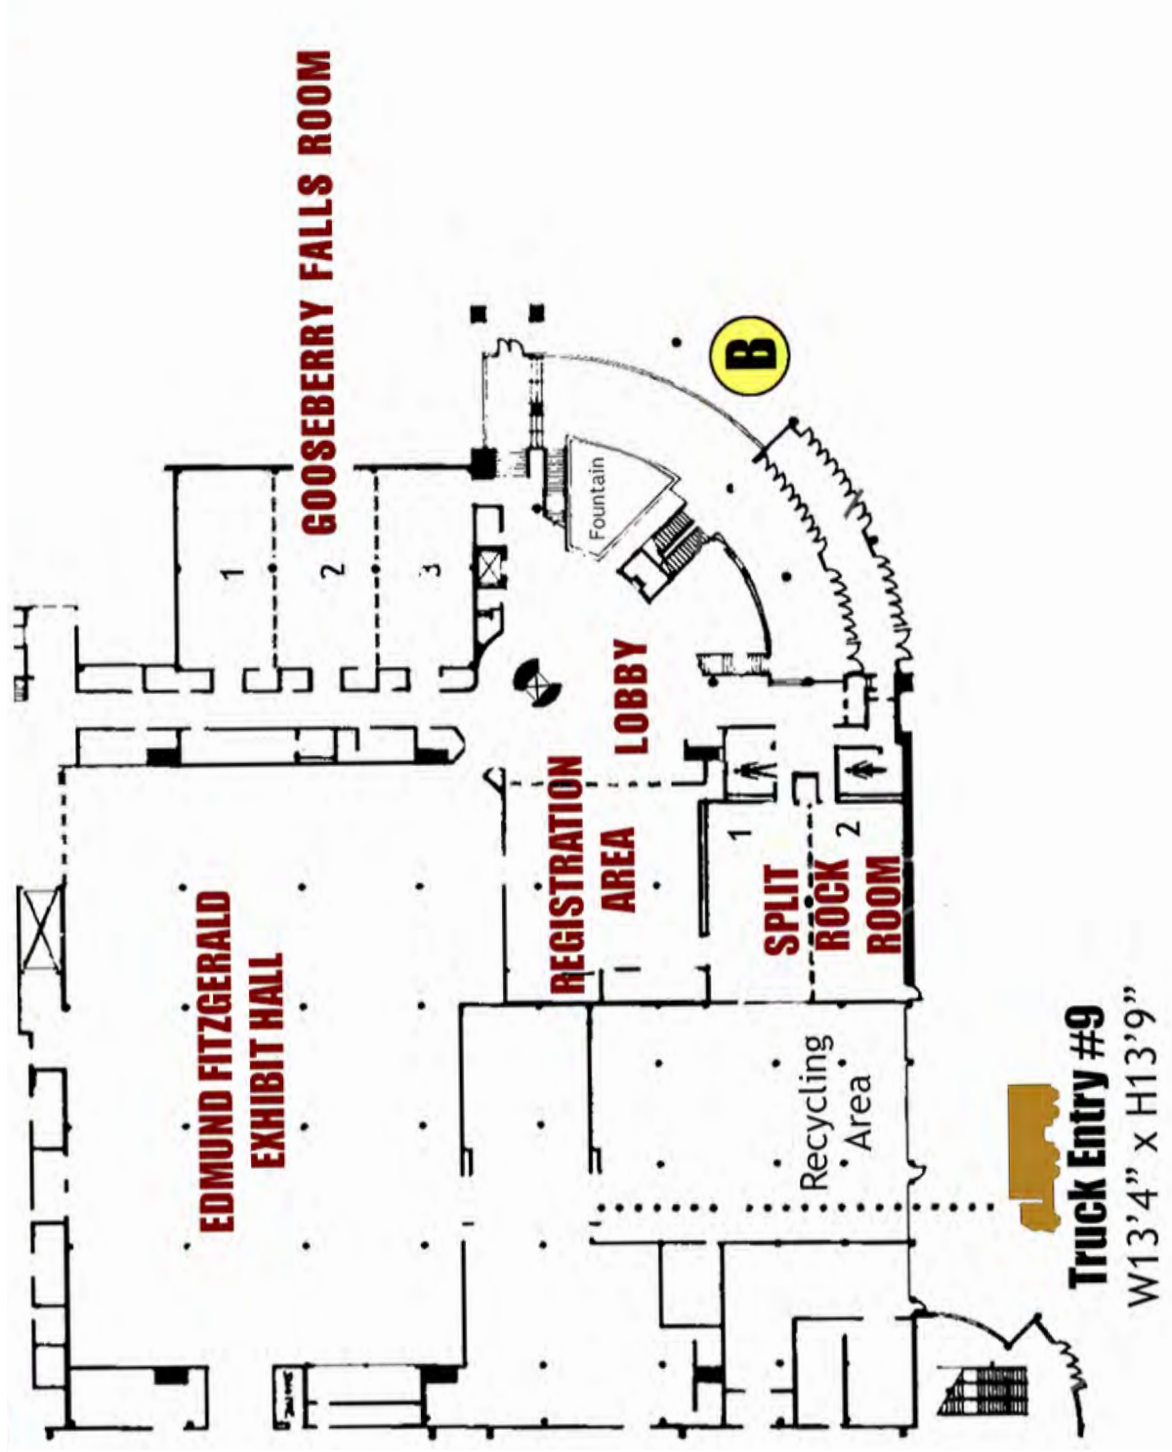 GOOSEBERRY FALLS ROOM
1
2
3
Fountain
B
LOBBY
REGISTRATION
AREA
1
2
SPLIT
ROCK
ROOM
EDMUND FITZGERALD
EXHIBIT HALL
Recycling
Area
Truck Entry #9
W13'4" x H13'9"